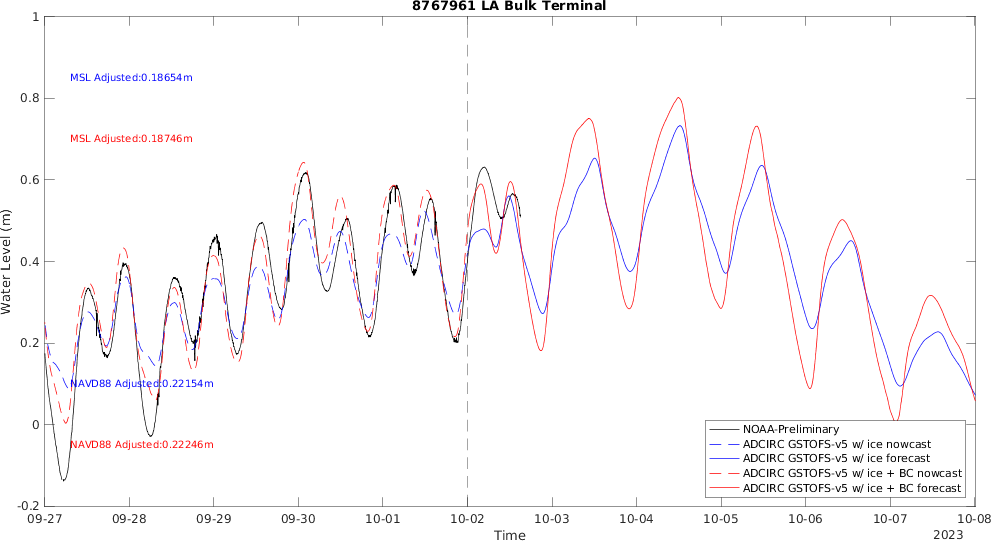 8767961 LA Bulk Terminal
1
0.8
0.6
0.4
0.2
0
-0.2
Water Level (m)
MSL Adjusted:0.18654m
MSL Adjusted:0.18746m
NAVD88 Adjusted:0.22154m
NAVD88 Adjusted:0.22246m
NOAA-Preliminary
ADCIRC GSTOFS-v5 w/ ice nowcast
ADCIRC GSTOFS-v5 w/ ice forecast
ADCIRC GSTOFS-v5 w/ ice + BC nowcast
ADCIRC GSTOFS-v5 w/ ice + BC forecast
09-27 09-28 09-29 09-30 10-01 10-02 10-03 10-04 10-05 10-06 10-07 10-08
Time
2023